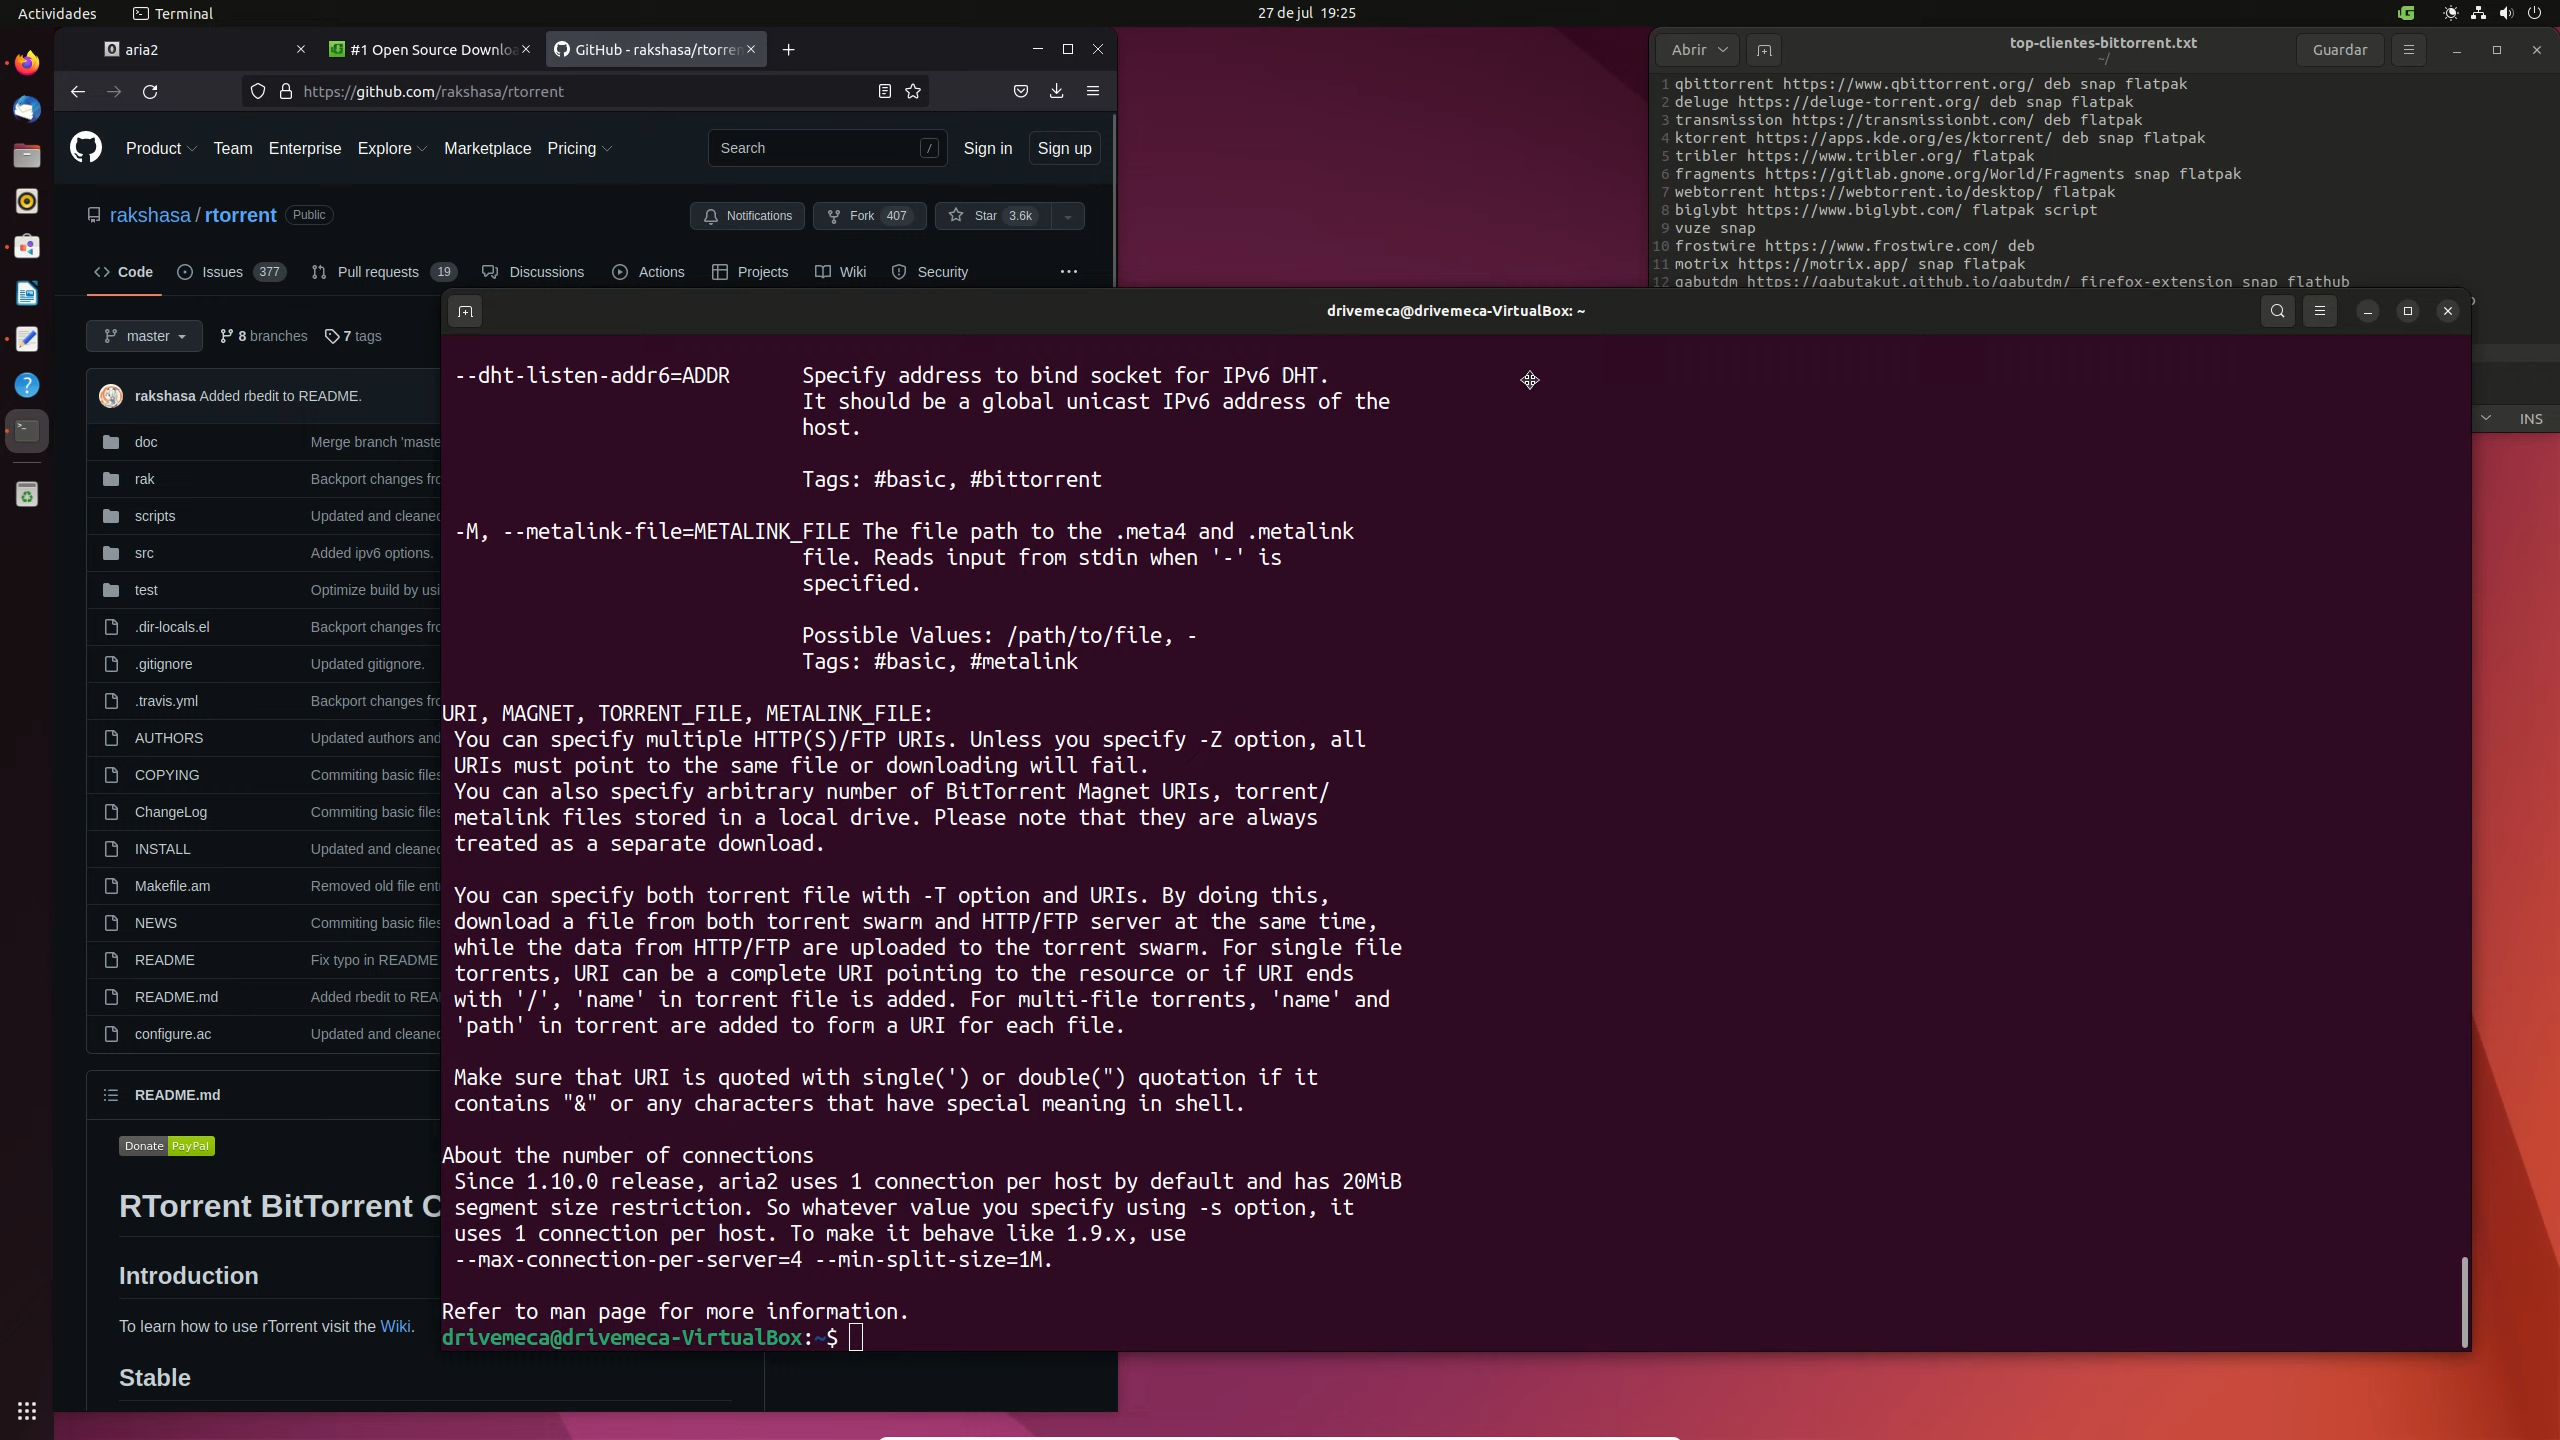 Actividades
Terminal
27 de jul 19:25
aria2
#1 Open Source Downloa
GitHub - rakshasa/rtorren
https://github.com/rakshasa/rtorrent
Product
Team
Enterprise
Explore
Marketplace
Pricing
Search
/
Sign in
Sign up
rakshasa / rtorrent
Public
Notifications
Fork 407
Star 3.6k
Code
Issues 377
Pull requests 19
Discussions
Actions
Projects
Wiki
Security
master
8 branches
7 tags
rakshasa Added rbedit to README.
doc Merge branch 'maste
rak Backport changes fro
scripts Updated and cleaned
src Added ipv6 options.
test Optimize build by usi
.dir-locals.el Backport changes fro
.gitignore Updated gitignore.
.travis.yml Backport changes fro
AUTHORS Updated authors and
COPYING Commiting basic files
ChangeLog Commiting basic files
INSTALL Updated and cleaned
Makefile.am Removed old file entr
NEWS Commiting basic files
README Fix typo in README
README.md Added rbedit to REA
configure.ac Updated and cleaned
README.md
Donate PayPal
RTorrent BitTorrent C
Introduction
To learn how to use rTorrent visit the Wiki.
Stable
Abrir
top-clientes-bittorrent.txt
~/
Guardar
1 qbittorrent https://www.qbittorrent.org/ deb snap flatpak
2 deluge https://deluge-torrent.org/ deb snap flatpak
3 transmission https://transmissionbt.com/ deb flatpak
4 ktorrent https://apps.kde.org/es/ktorrent/ deb snap flatpak
5 tribler https://www.tribler.org/ flatpak
6 fragments https://gitlab.gnome.org/World/Fragments snap flatpak
7 webtorrent https://webtorrent.io/desktop/ flatpak
8 biglybt https://www.biglybt.com/ flatpak script
9 vuze snap
10 frostwire https://www.frostwire.com/ deb
11 motrix https://motrix.app/ snap flatpak
12 gabutdm https://gabutakut.github.io/gabutdm/ firefox-extension snap flathub
INS
drivemeca@drivemeca-VirtualBox: ~
--dht-listen-addr6=ADDR Specify address to bind socket for IPv6 DHT.
It should be a global unicast IPv6 address of the
host.
Tags: #basic, #bittorrent
-M, --metalink-file=METALINK_FILE The file path to the .meta4 and .metalink
file. Reads input from stdin when '-' is
specified.
Possible Values: /path/to/file, -
Tags: #basic, #metalink
URI, MAGNET, TORRENT_FILE, METALINK_FILE:
You can specify multiple HTTP(S)/FTP URIs. Unless you specify -Z option, all
URIs must point to the same file or downloading will fail.
You can also specify arbitrary number of BitTorrent Magnet URIs, torrent/
metalink files stored in a local drive. Please note that they are always
treated as a separate download.
You can specify both torrent file with -T option and URIs. By doing this,
download a file from both torrent swarm and HTTP/FTP server at the same time,
while the data from HTTP/FTP are uploaded to the torrent swarm. For single file
torrents, URI can be a complete URI pointing to the resource or if URI ends
with '/', 'name' in torrent file is added. For multi-file torrents, 'name' and
'path' in torrent are added to form a URI for each file.
Make sure that URI is quoted with single(') or double(") quotation if it
contains "&" or any characters that have special meaning in shell.
About the number of connections
Since 1.10.0 release, aria2 uses 1 connection per host by default and has 20MiB
segment size restriction. So whatever value you specify using -s option, it
uses 1 connection per host. To make it behave like 1.9.x, use
--max-connection-per-server=4 --min-split-size=1M.
Refer to man page for more information.
drivemeca@drivemeca-VirtualBox:~$